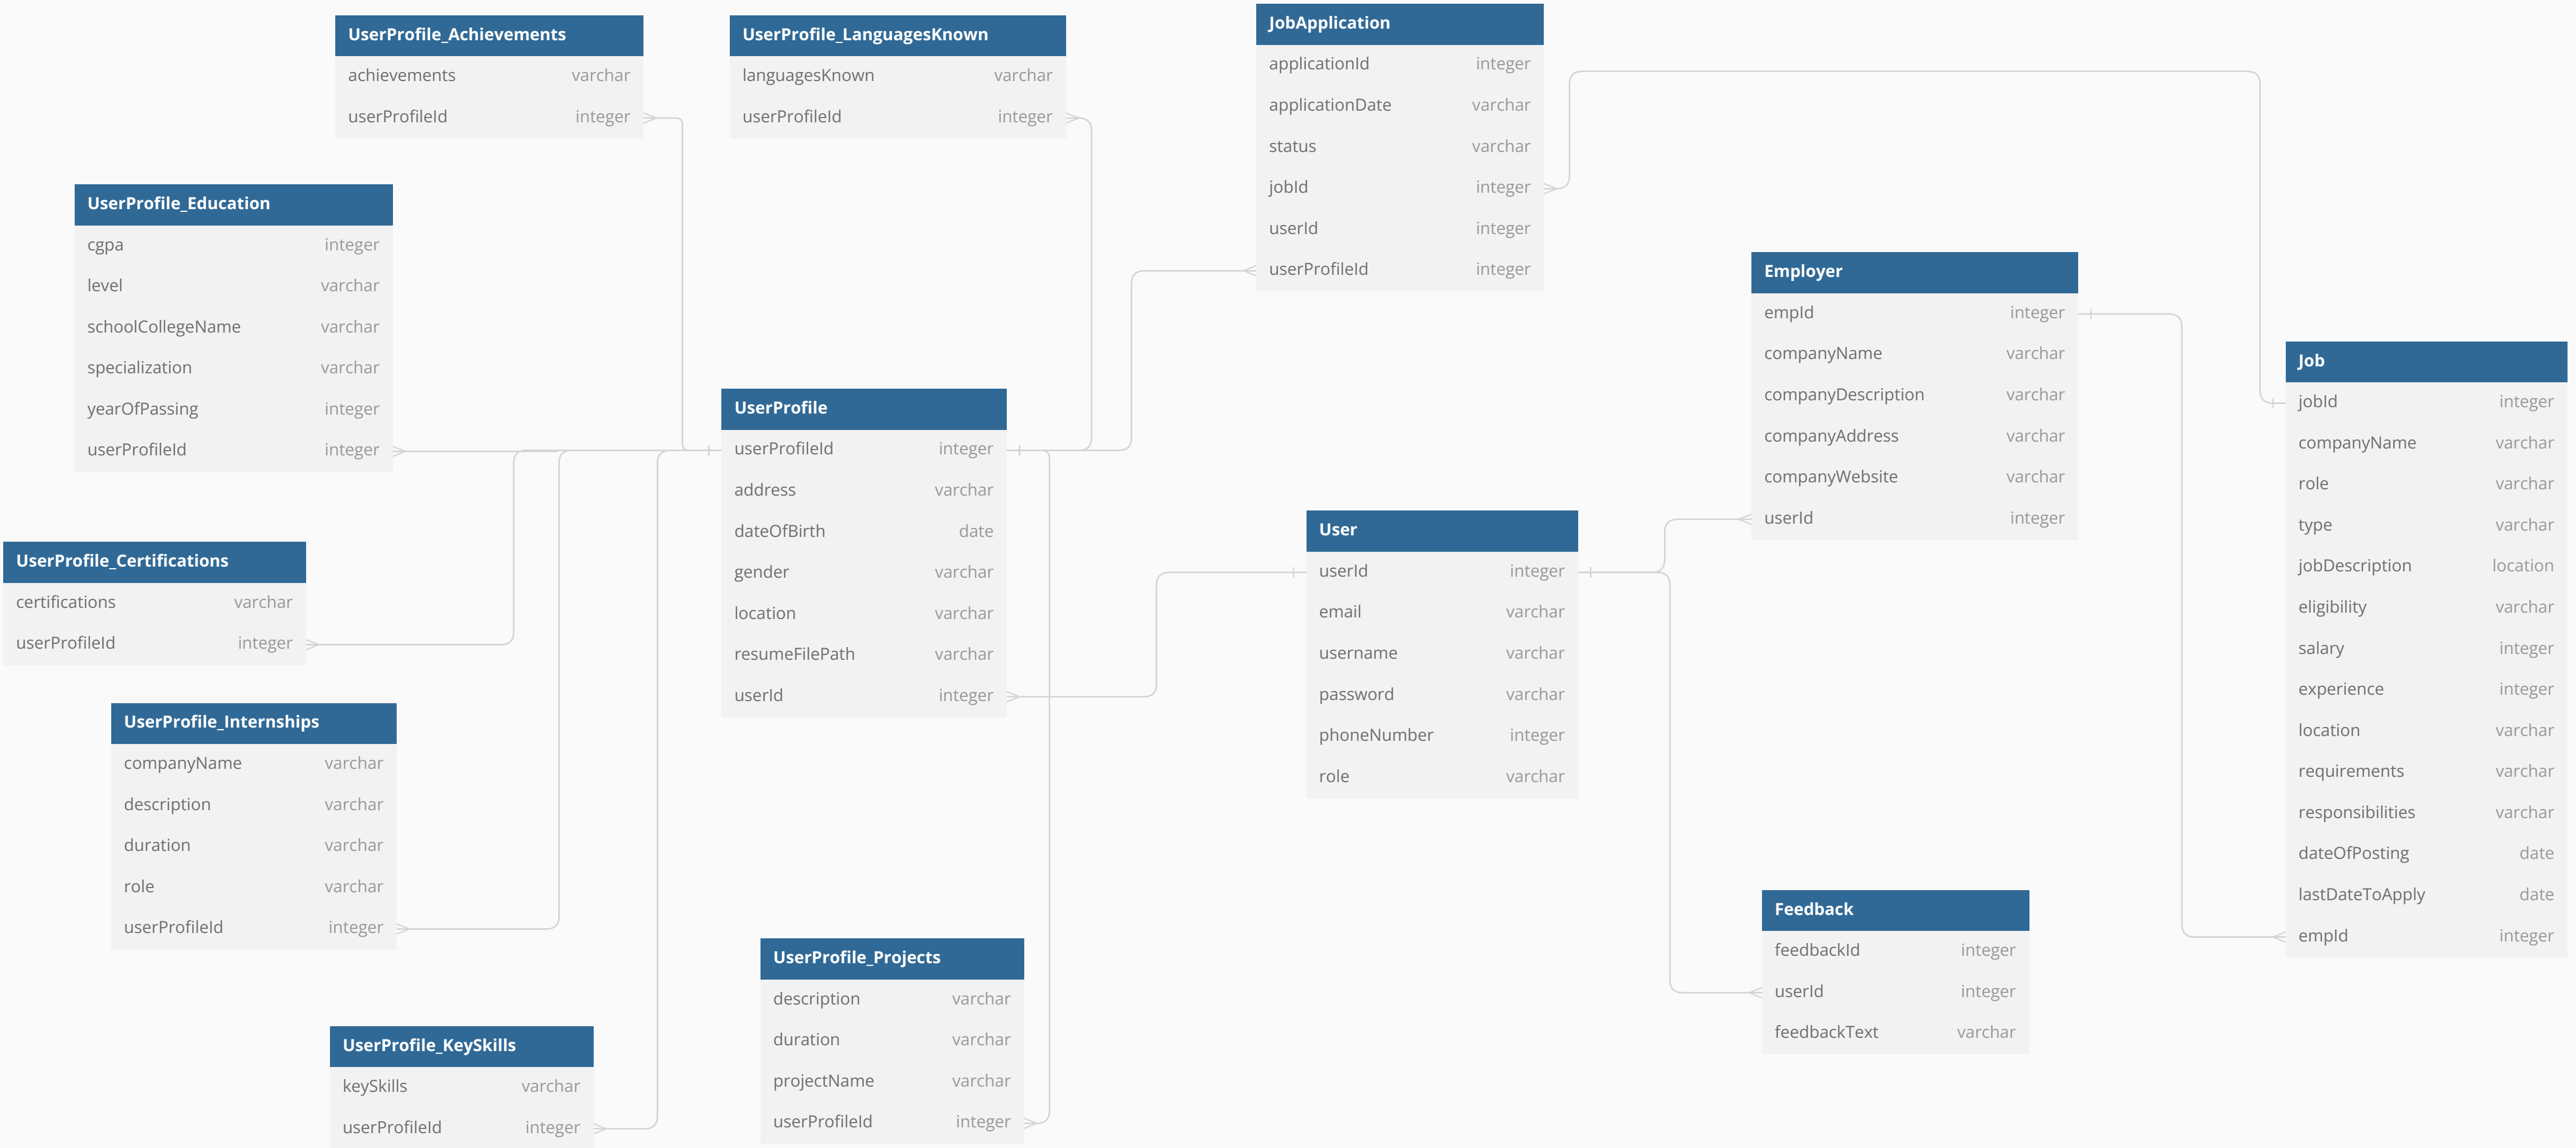 UserProfile_Achievements
achievements varchar
userProfileId integer
UserProfile_LanguagesKnown
languagesKnown varchar
userProfileId integer
JobApplication
applicationId integer
applicationDate varchar
status varchar
jobId integer
userId integer
userProfileId integer
UserProfile_Education
cgpa integer
level varchar
schoolCollegeName varchar
specialization varchar
yearOfPassing integer
userProfileId integer
Employer
empId integer
companyName varchar
companyDescription varchar
companyAddress varchar
companyWebsite varchar
userId integer
Job
jobId integer
companyName varchar
role varchar
type varchar
jobDescription location
eligibility varchar
salary integer
experience integer
location varchar
requirements varchar
responsibilities varchar
dateOfPosting date
lastDateToApply date
empId integer
UserProfile
userProfileId integer
address varchar
dateOfBirth date
gender varchar
location varchar
resumeFilePath varchar
userId integer
User
userId integer
email varchar
username varchar
password varchar
phoneNumber integer
role varchar
UserProfile_Certifications
certifications varchar
userProfileId integer
UserProfile_Internships
companyName varchar
description varchar
duration varchar
role varchar
userProfileId integer
Feedback
feedbackId integer
userId integer
feedbackText varchar
UserProfile_Projects
description varchar
duration varchar
projectName varchar
userProfileId integer
UserProfile_KeySkills
keySkills varchar
userProfileId integer